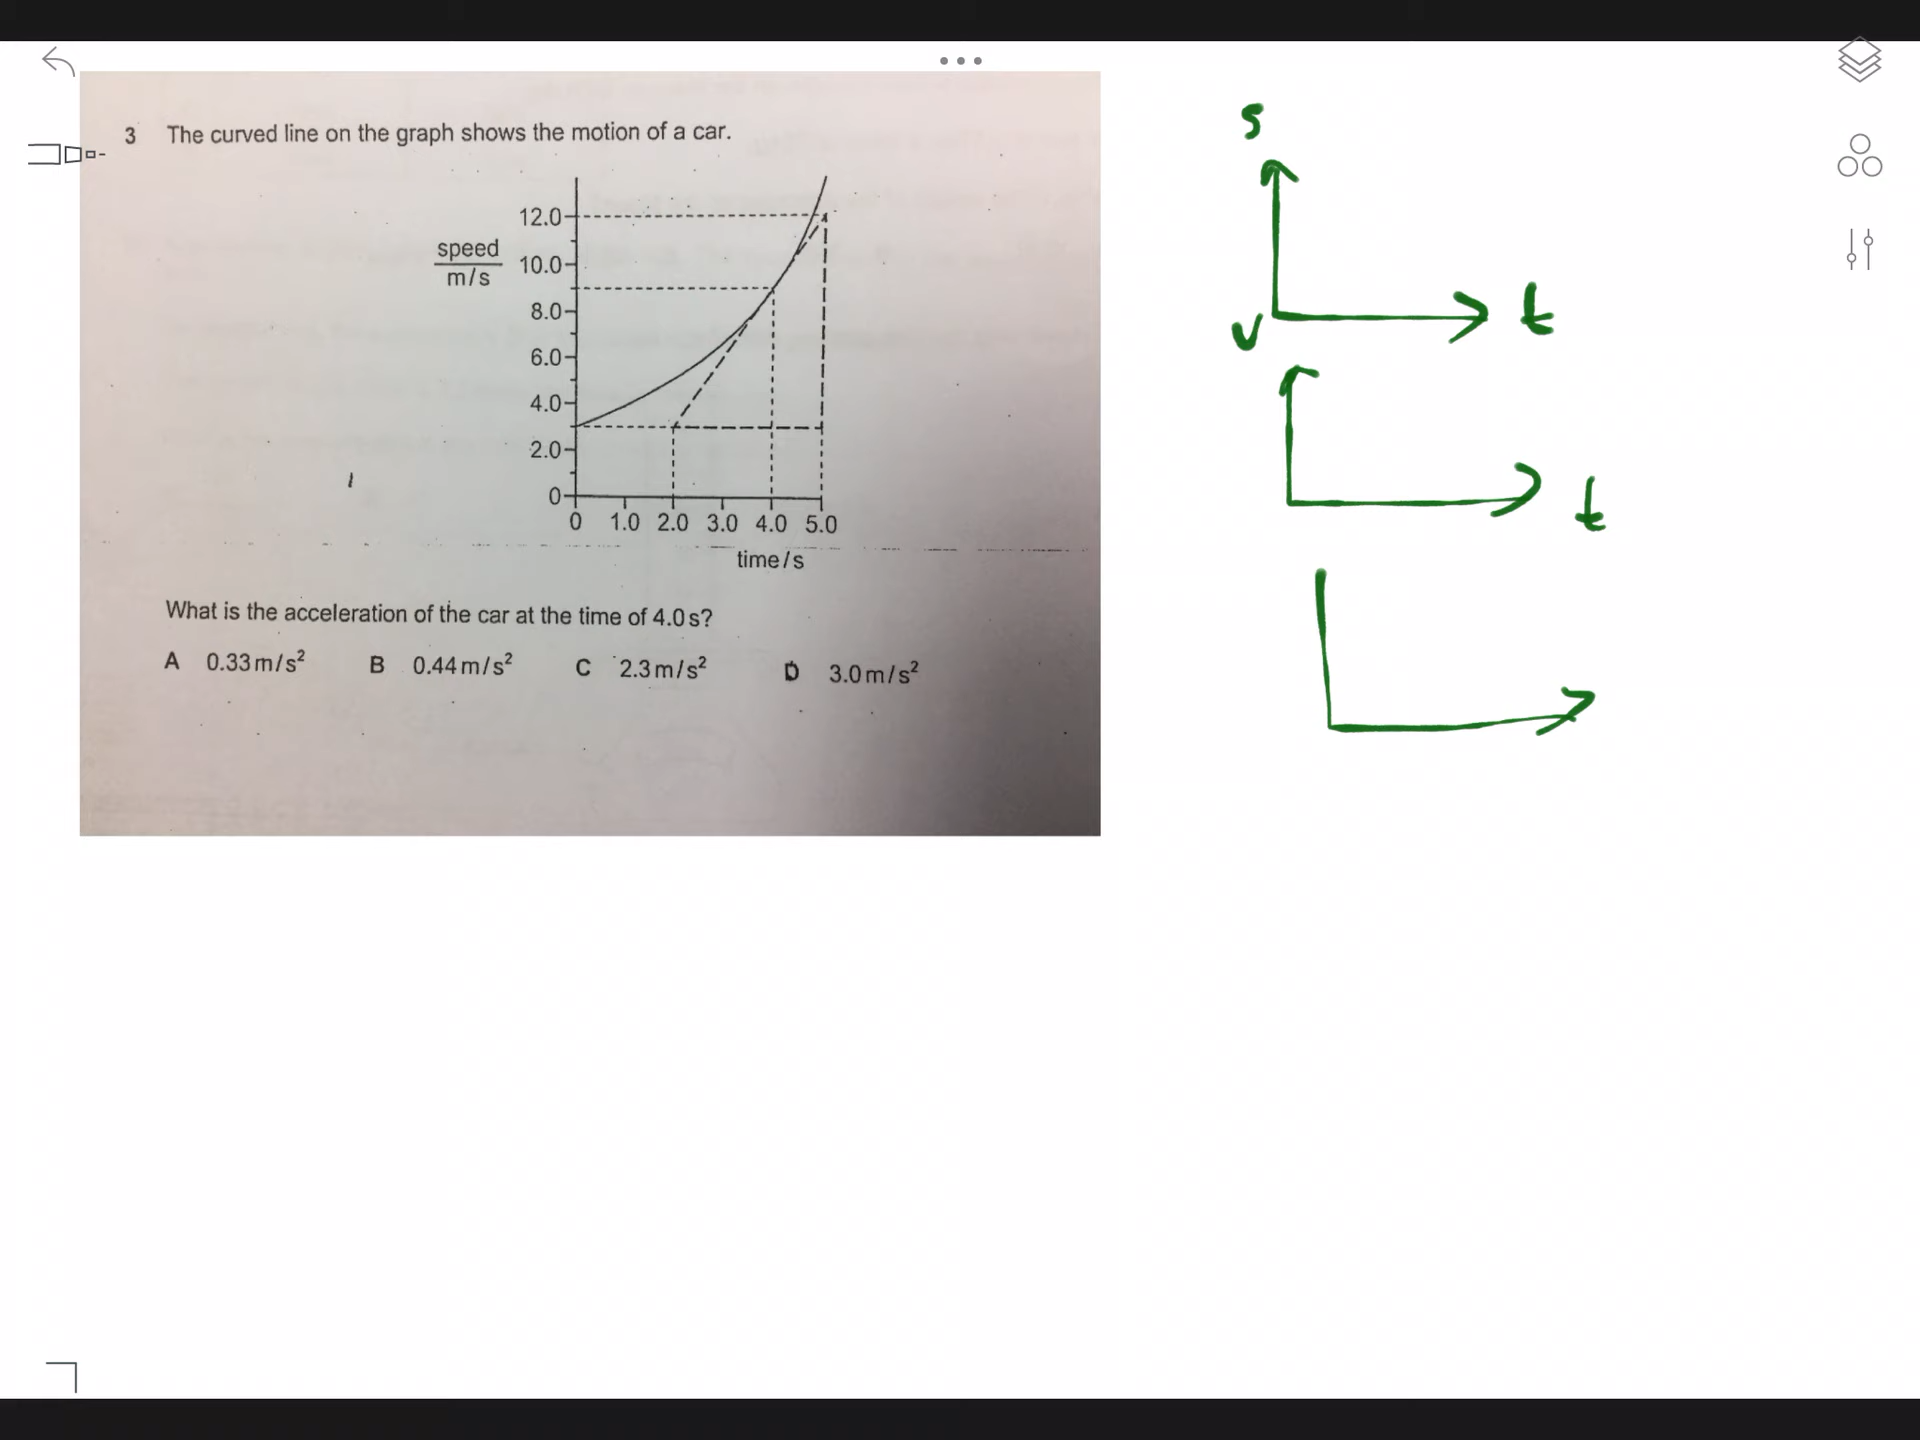 3 The curved line on the graph shows the motion of a car.
speed
m/s
12.0
10.0
8.0
6.0
4.0
2.0
0
0 1.0 2.0 3.0 4.0 5.0
time/s
What is the acceleration of the car at the time of 4.0 s?
A 0.33 m/s² B 0.44 m/s² C 2.3 m/s² D 3.0 m/s²
s
t
v
t